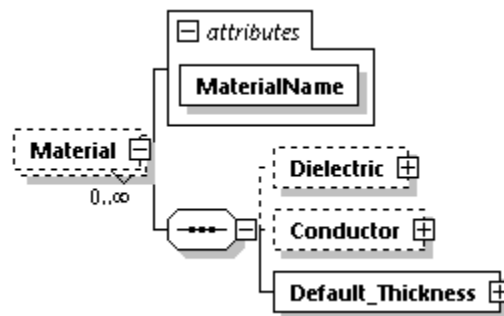 attributes
MaterialName
Material
0..∞
Dielectric
Conductor
Default_Thickness